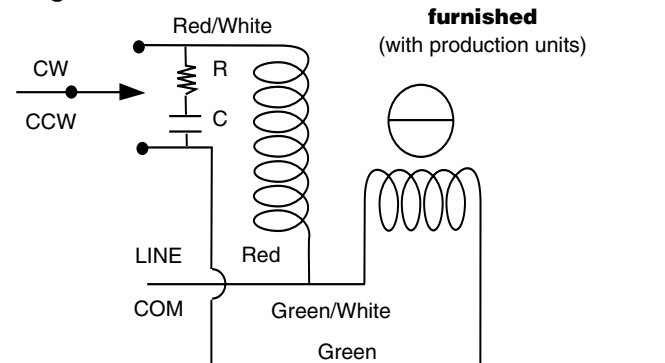 furnished
(with production units)
Red/White
CW
R
CCW
C
LINE
Red
COM
Green/White
Green